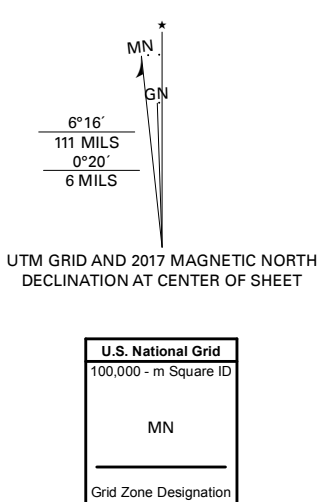 ★
MN
GN
6°16´
111 MILS
0°20´
6 MILS
UTM GRID AND 2017 MAGNETIC NORTH
DECLINATION AT CENTER OF SHEET
U.S. National Grid
100,000 - m Square ID
MN
Grid Zone Designation